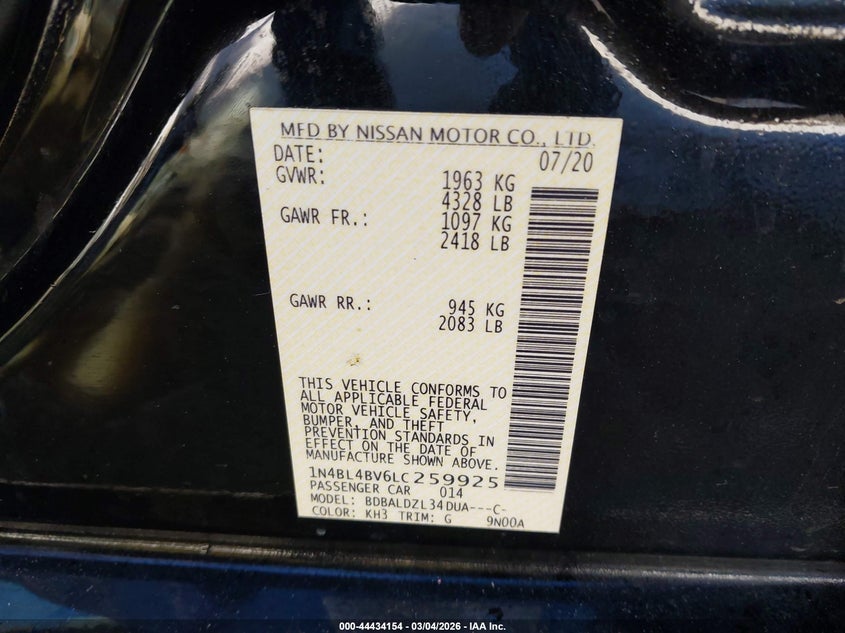 MFD BY NISSAN MOTOR CO., LTD.
DATE: 07/20
GVWR: 1963 KG
4328 LB
GAWR FR.: 1097 KG
2418 LB
GAWR RR.: 945 KG
2083 LB
THIS VEHICLE CONFORMS TO
ALL APPLICABLE FEDERAL
MOTOR VEHICLE SAFETY,
BUMPER, AND THEFT
PREVENTION STANDARDS IN
EFFECT ON THE DATE OF
MANUFACTURE SHOWN ABOVE.
1N4BL4BV6LC259925
PASSENGER CAR 014
MODEL: BDBALDZL34DUA---C-
COLOR: KH3 TRIM: G 9N00A
000-44434154 - 03/04/2026 - IAA Inc.